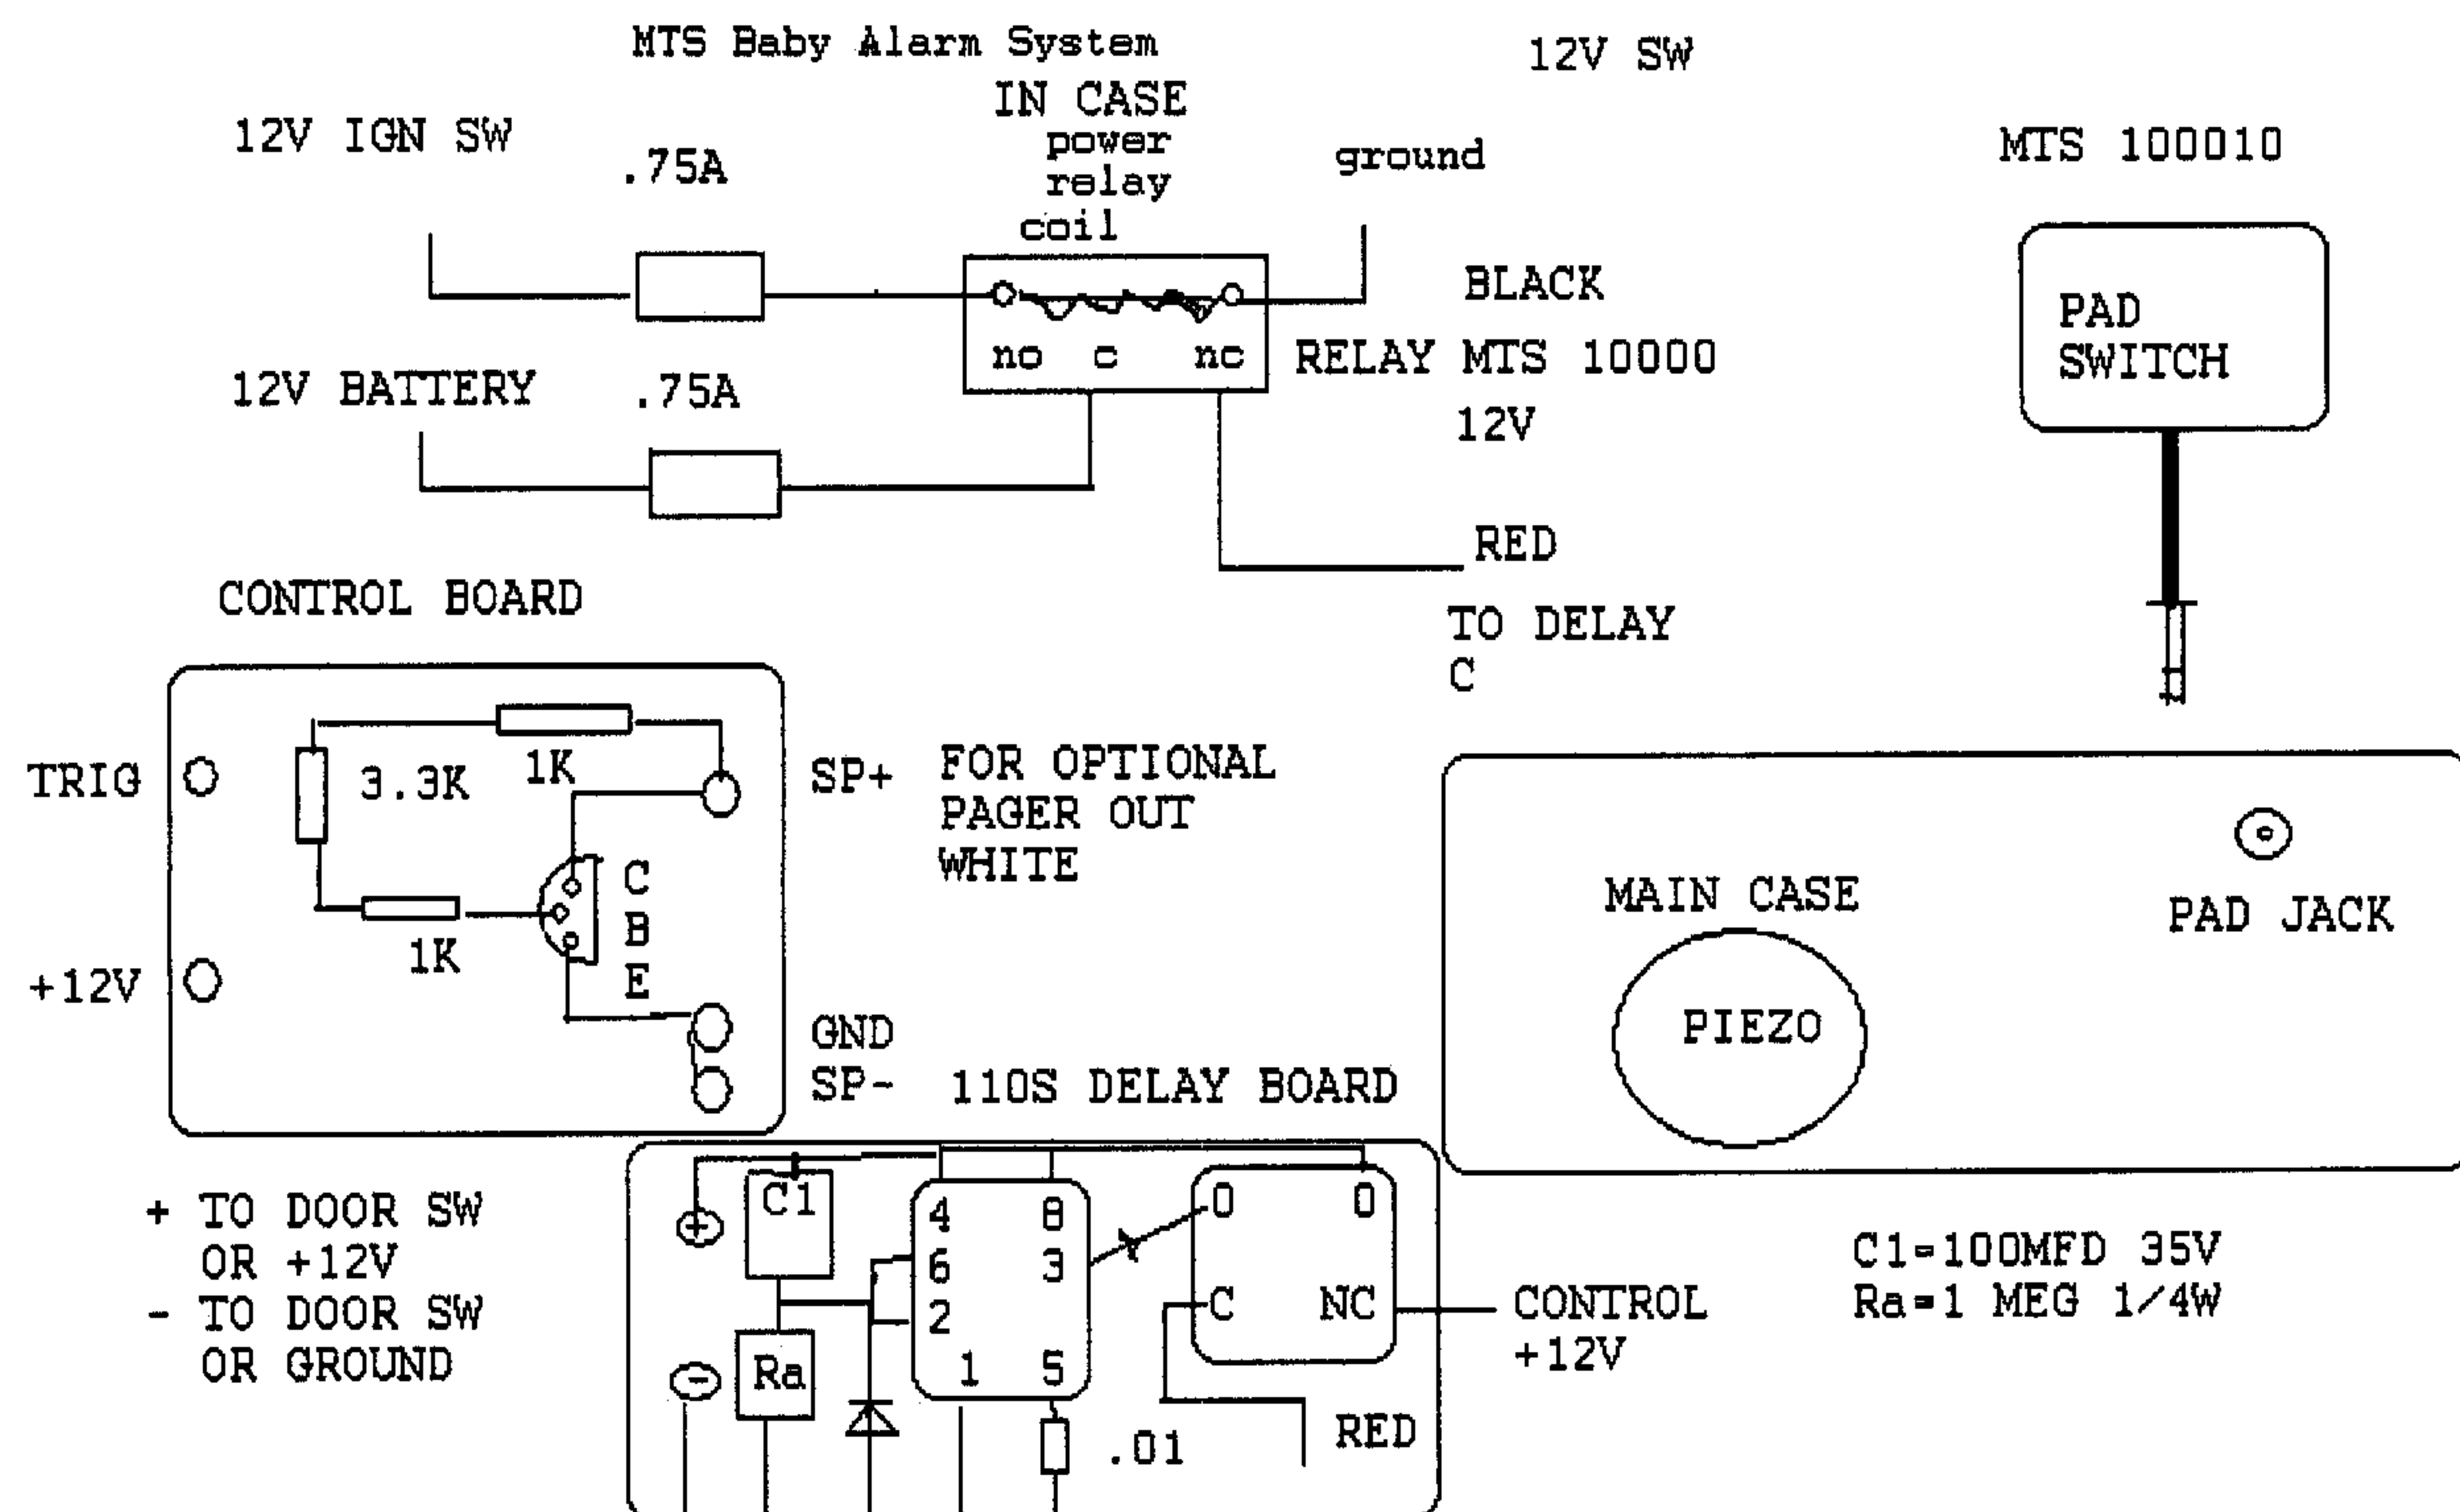 MTS Baby Alarm System
12V SW
IN CASE
power
relay
coil
12V IGN SW
.75A
ground
MTS 100010
BLACK
PAD
SWITCH
no c nc
RELAY MTS 10000
12V BATTERY
.75A
12V
RED
CONTROL BOARD
TO DELAY
C
TRIG
3.3K
1K
SP+
FOR OPTIONAL
PAGER OUT
WHITE
C
B
E
1K
+12V
GND
SP-
MAIN CASE
PIEZO
PAD JACK
110S DELAY BOARD
+ TO DOOR SW
OR +12V
- TO DOOR SW
OR GROUND
+
C1
4 8
6 3
2
1 5
O O
C NC
-
Ra
.01
RED
CONTROL
+12V
C1=100MFD 35V
Ra=1 MEG 1/4W